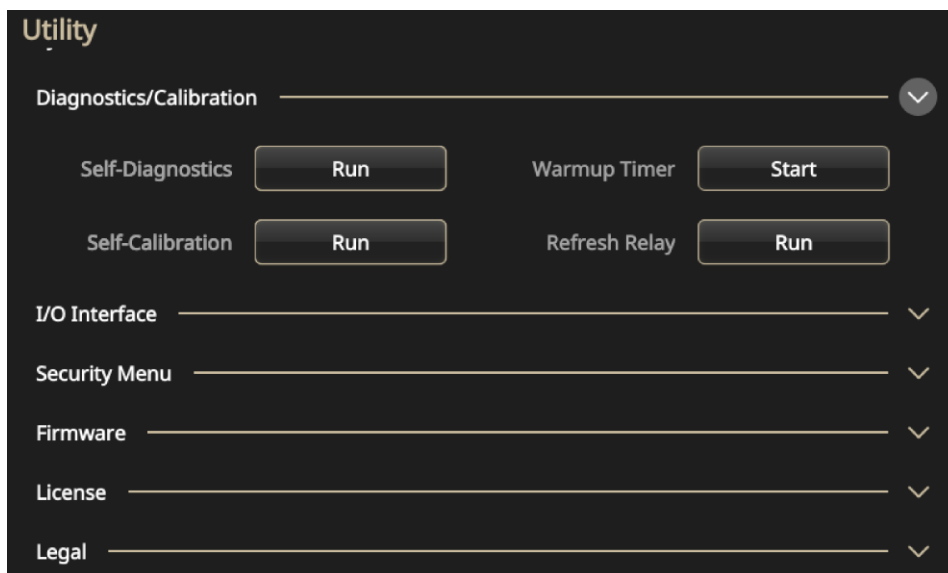 Utility
Diagnostics/Calibration
Self-Diagnostics Run Warmup Timer Start
Self-Calibration Run Refresh Relay Run
I/O Interface
Security Menu
Firmware
License
Legal